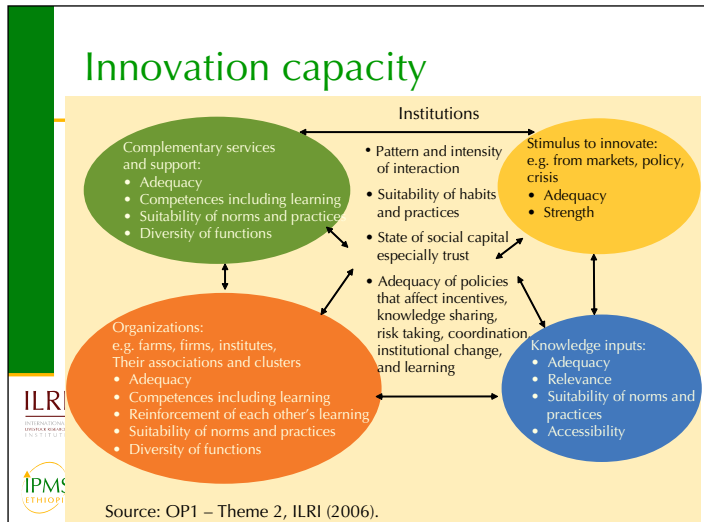 Innovation capacity
Institutions
Complementary services
and support:
• Adequacy
• Competences including learning
• Suitability of norms and practices
• Diversity of functions
• Pattern and intensity
of interaction
• Suitability of habits
and practices
• State of social capital
especially trust
• Adequacy of policies
that affect incentives,
knowledge sharing,
risk taking, coordination
institutional change,
and learning
Stimulus to innovate:
e.g. from markets, policy,
crisis
• Adequacy
• Strength
Organizations:
e.g. farms, firms, institutes,
Their associations and clusters
• Adequacy
• Competences including learning
• Reinforcement of each other's learning
• Suitability of norms and practices
• Diversity of functions
Knowledge inputs:
• Adequacy
• Relevance
• Suitability of norms and
practices
• Accessibility
ILRI
INTERNATIONAL
LIVESTOCK RESEARCH
INSTITUTE
IPMS
ETHIOPIA
Source: OP1 – Theme 2, ILRI (2006).